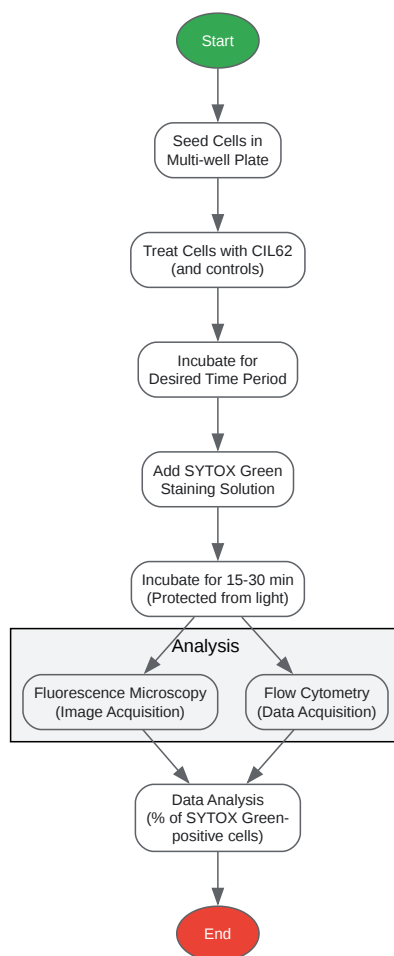 Start
Seed Cells in
Multi-well Plate
Treat Cells with CIL62
(and controls)
Incubate for
Desired Time Period
Add SYTOX Green
Staining Solution
Incubate for 15-30 min
(Protected from light)
Analysis
Fluorescence Microscopy
(Image Acquisition)
Flow Cytometry
(Data Acquisition)
Data Analysis
(% of SYTOX Green-
positive cells)
End